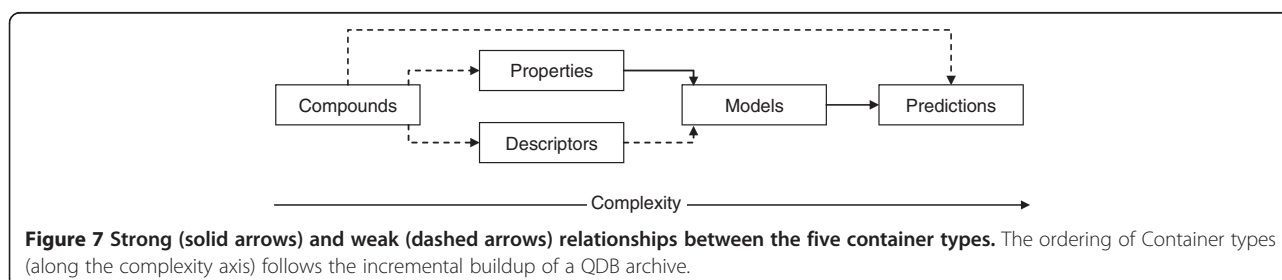 Properties
Compounds
Models
Predictions
Descriptors
Complexity
Figure 7 Strong (solid arrows) and weak (dashed arrows) relationships between the five container types. The ordering of Container types
(along the complexity axis) follows the incremental buildup of a QDB archive.